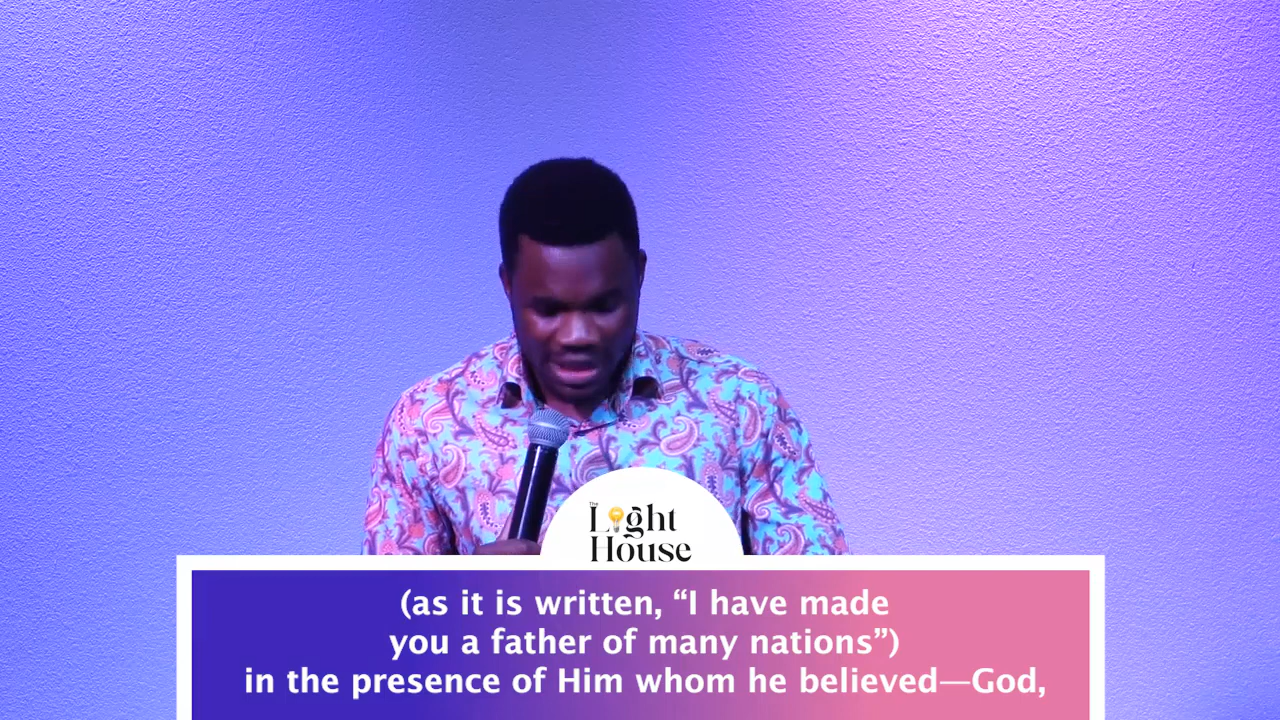 The
Light
House
(as it is written, “I have made
you a father of many nations”)
in the presence of Him whom he believed—God,